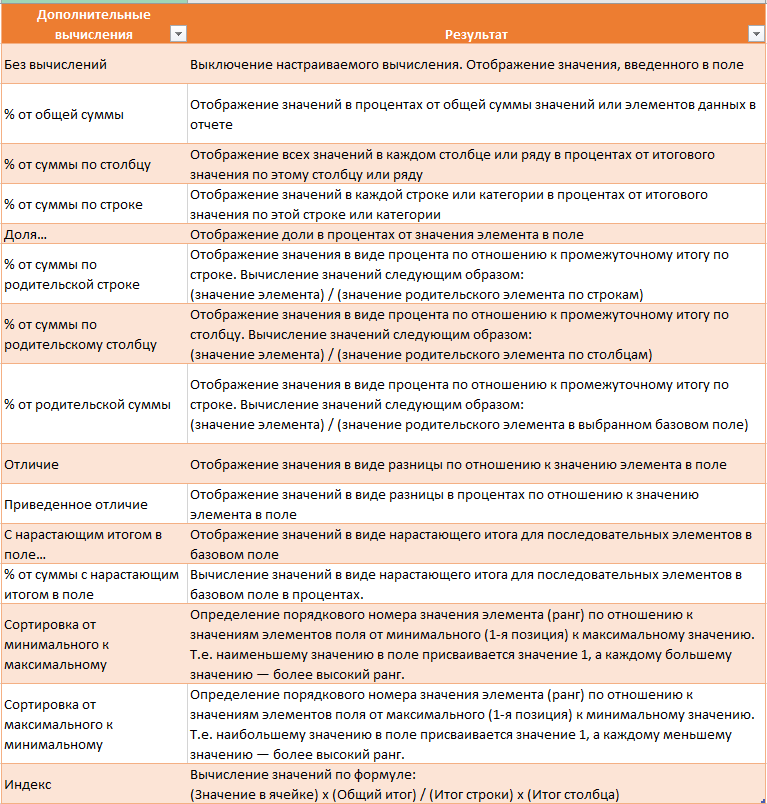 Дополнительные
вычисления
Результат
Без вычислений
Выключение настраиваемого вычисления. Отображение значения, введенного в поле
% от общей суммы
Отображение значений в процентах от общей суммы значений или элементов данных в
отчете
% от суммы по столбцу
Отображение всех значений в каждом столбце или ряду в процентах от итогового
значения по этому столбцу или ряду
% от суммы по строке
Отображение значений в каждой строке или категории в процентах от итогового
значения по этой строке или категории
Доля…
Отображение доли в процентах от значения элемента в поле
% от суммы по
родительской строке
Отображение значения в виде процента по отношению к промежуточному итогу по
строке. Вычисление значений следующим образом:
(значение элемента) / (значение родительского элемента по строкам)
% от суммы по
родительскому столбцу
Отображение значения в виде процента по отношению к промежуточному итогу по
столбцу. Вычисление значений следующим образом:
(значение элемента) / (значение родительского элемента по столбцам)
% от родительской суммы
Отображение значения в виде процента по отношению к промежуточному итогу по
строке. Вычисление значений следующим образом:
(значение элемента) / (значение родительского элемента в выбранном базовом поле)
Отличие
Отображение значения в виде разницы по отношению к значению элемента в поле
Приведенное отличие
Отображение значений в виде разницы в процентах по отношению к значению
элемента в поле
С нарастающим итогом в
поле…
Отображение значений в виде нарастающего итога для последовательных элементов в
базовом поле
% от суммы с нарастающим
итогом в поле
Вычисление значений в виде нарастающего итога для последовательных элементов в
базовом поле в процентах.
Сортировка от
минимального к
максимальному
Определение порядкового номера значения элемента (ранг) по отношению к
значениям элементов поля от минимального (1-я позиция) к максимальному значению.
Т.е. наименьшему значению в поле присваивается значение 1, а каждому большему
значению — более высокий ранг.
Сортировка от
максимального к
минимальному
Определение порядкового номера значения элемента (ранг) по отношению к
значениям элементов поля от максимального (1-я позиция) к минимальному значению.
Т.е. наибольшему значению в поле присваивается значение 1, а каждому меньшему
значению — более высокий ранг.
Индекс
Вычисление значений по формуле:
(Значение в ячейке) x (Общий итог) / (Итог строки) x (Итог столбца)